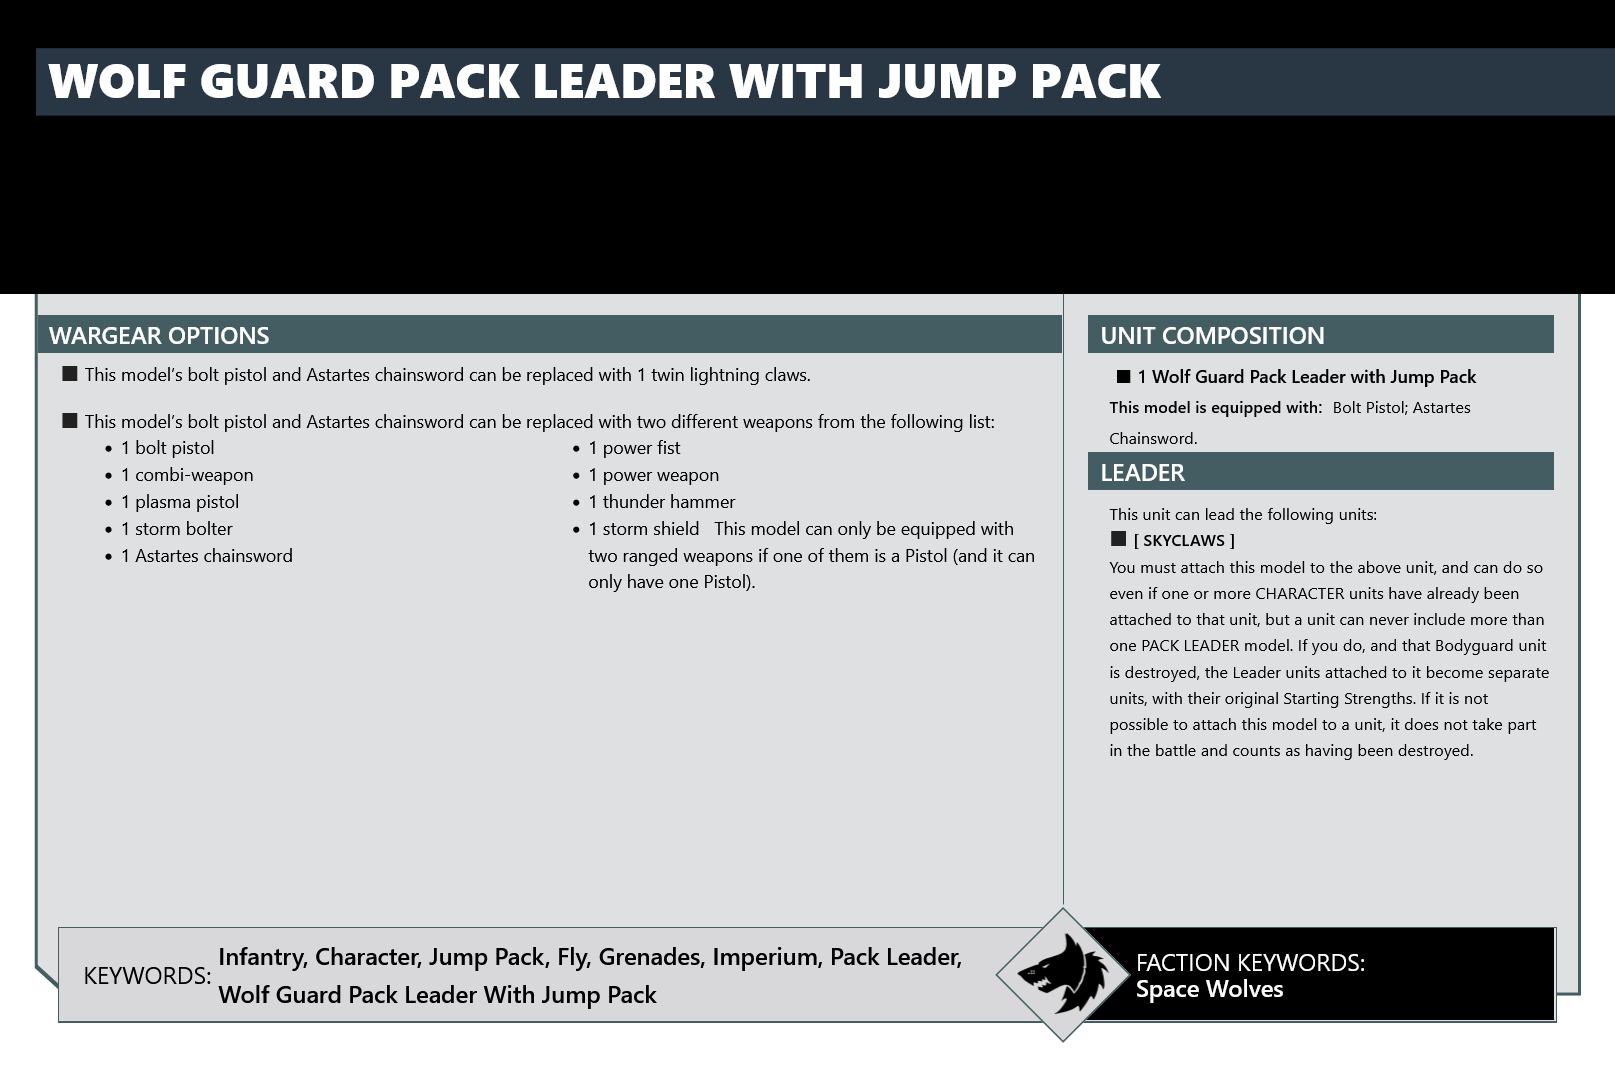 WOLF GUARD PACK LEADER WITH JUMP PACK
WARGEAR OPTIONS
■ This model’s bolt pistol and Astartes chainsword can be replaced with 1 twin lightning claws.
■ This model’s bolt pistol and Astartes chainsword can be replaced with two different weapons from the following list:
• 1 bolt pistol
• 1 combi-weapon
• 1 plasma pistol
• 1 storm bolter
• 1 Astartes chainsword
• 1 power fist
• 1 power weapon
• 1 thunder hammer
• 1 storm shield This model can only be equipped with
two ranged weapons if one of them is a Pistol (and it can
only have one Pistol).
UNIT COMPOSITION
■ 1 Wolf Guard Pack Leader with Jump Pack
This model is equipped with: Bolt Pistol; Astartes
Chainsword.
LEADER
This unit can lead the following units:
■ [ SKYCLAWS ]
You must attach this model to the above unit, and can do so
even if one or more CHARACTER units have already been
attached to that unit, but a unit can never include more than
one PACK LEADER model. If you do, and that Bodyguard unit
is destroyed, the Leader units attached to it become separate
units, with their original Starting Strengths. If it is not
possible to attach this model to a unit, it does not take part
in the battle and counts as having been destroyed.
KEYWORDS: Infantry, Character, Jump Pack, Fly, Grenades, Imperium, Pack Leader,
Wolf Guard Pack Leader With Jump Pack
FACTION KEYWORDS:
Space Wolves